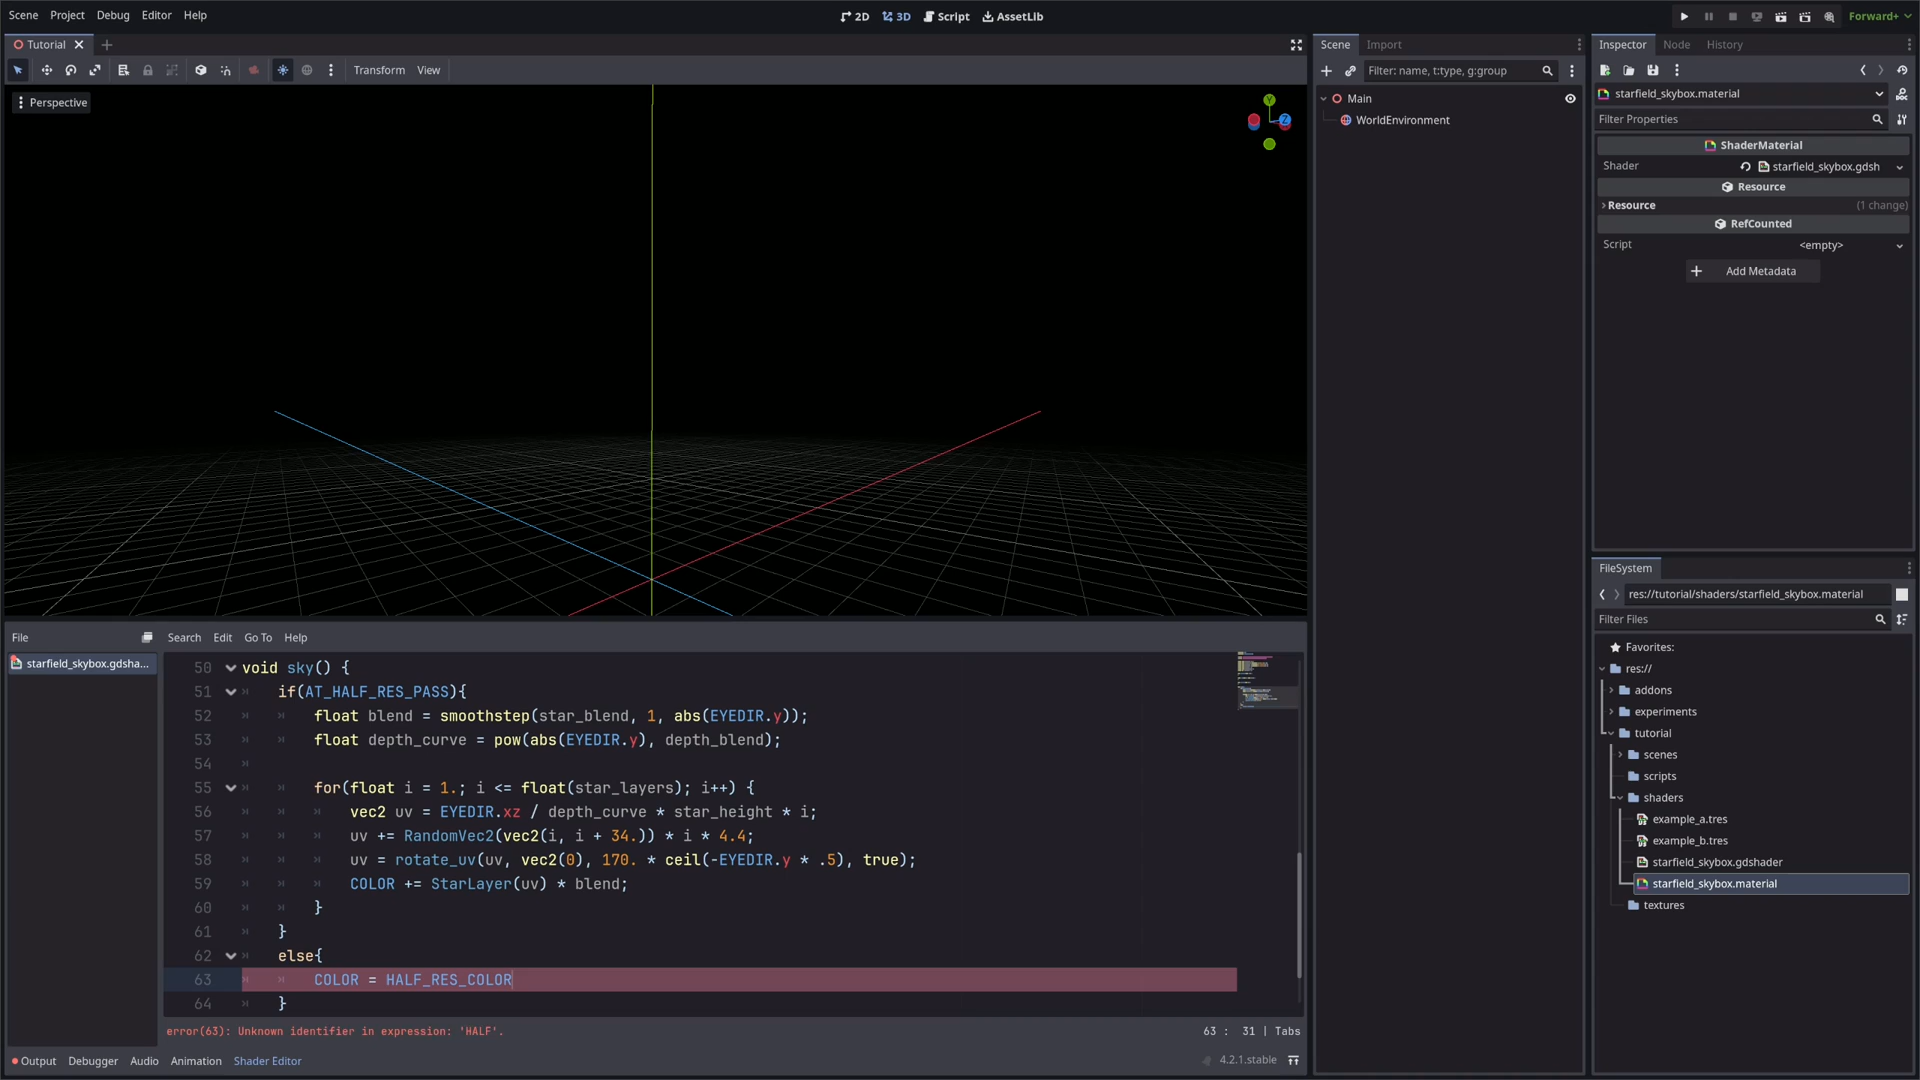 Scene Project Debug Editor Help
2D 3D Script AssetLib
Forward+
Tutorial
Transform View
Perspective
Y
Z
File
starfield_skybox.gdsha...
Search Edit Go To Help
50 void sky() {
51 if(AT_HALF_RES_PASS){
52 float blend = smoothstep(star_blend, 1, abs(EYEDIR.y));
53 float depth_curve = pow(abs(EYEDIR.y), depth_blend);
54
55 for(float i = 1.; i <= float(star_layers); i++) {
56 vec2 uv = EYEDIR.xz / depth_curve * star_height * i;
57 uv += RandomVec2(vec2(i, i + 34.)) * i * 4.4;
58 uv = rotate_uv(uv, vec2(0), 170. * ceil(-EYEDIR.y * .5), true);
59 COLOR += StarLayer(uv) * blend;
60 }
61 }
62 else{
63 COLOR = HALF_RES_COLOR
64 }
error(63): Unknown identifier in expression: 'HALF'.
63 : 31 | Tabs
Output Debugger Audio Animation Shader Editor
4.2.1.stable
Scene Import
Filter: name, t:type, g:group
Main
WorldEnvironment
Inspector Node History
starfield_skybox.material
Filter Properties
ShaderMaterial
Shader starfield_skybox.gdsh
Resource
Resource (1 change)
RefCounted
Script <empty>
Add Metadata
FileSystem
res://tutorial/shaders/starfield_skybox.material
Filter Files
Favorites:
res://
addons
experiments
tutorial
scenes
scripts
shaders
example_a.tres
example_b.tres
starfield_skybox.gdshader
starfield_skybox.material
textures